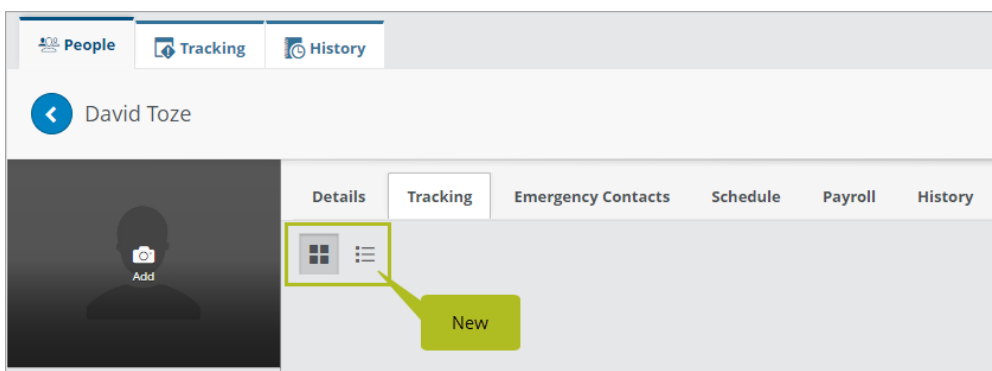 People Tracking History
David Toze
Details Tracking Emergency Contacts Schedule Payroll History
Add
New